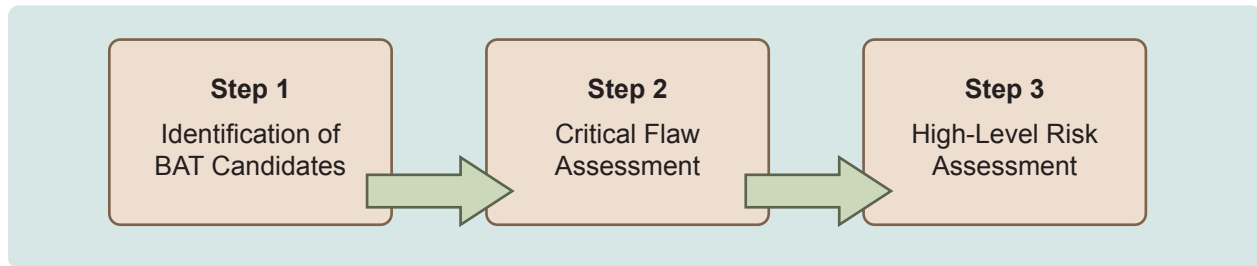 Step 1
Identification of
BAT Candidates
Step 2
Critical Flaw
Assessment
Step 3
High-Level Risk
Assessment